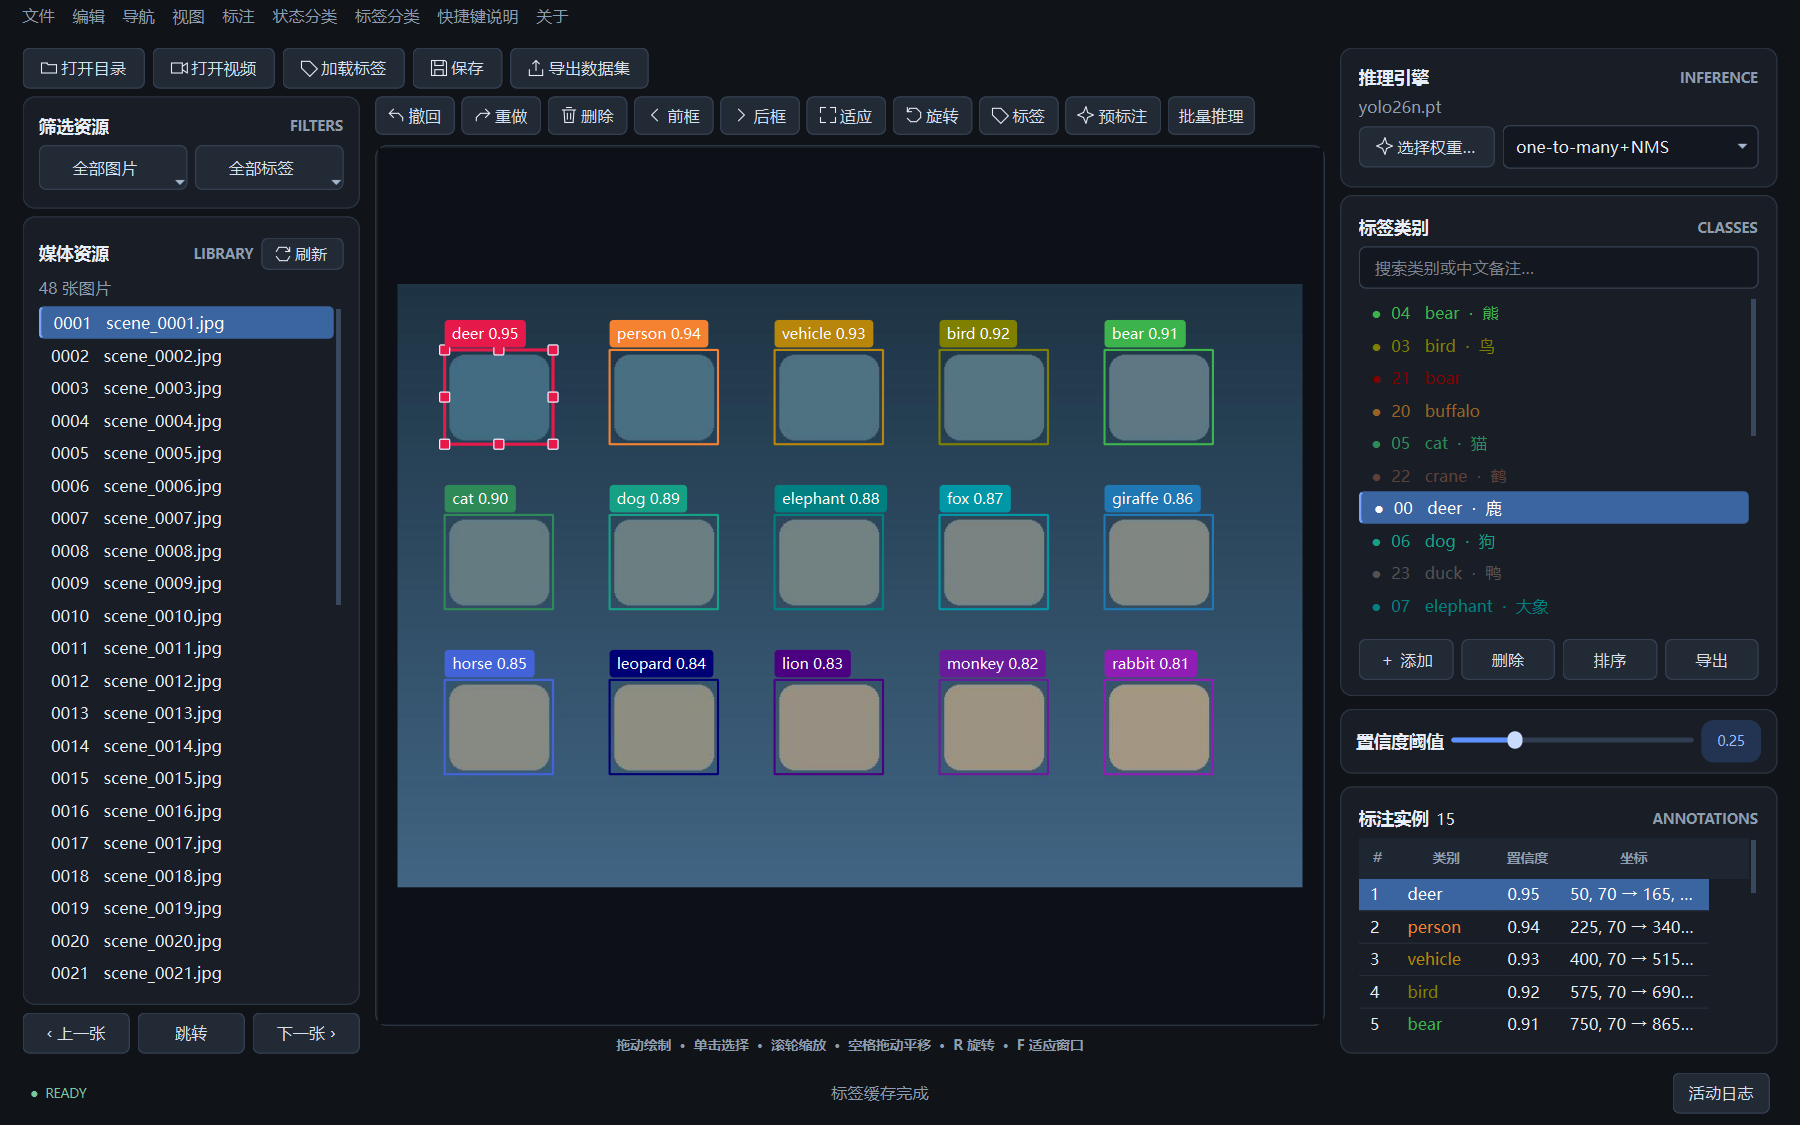 文件 编辑 导航 视图 标注 状态分类 标签分类 快捷键说明 关于
打开目录 打开视频 加载标签 保存 导出数据集
筛选资源 FILTERS
全部图片 全部标签
媒体资源 LIBRARY 刷新
48 张图片
0001 scene_0001.jpg
0002 scene_0002.jpg
0003 scene_0003.jpg
0004 scene_0004.jpg
0005 scene_0005.jpg
0006 scene_0006.jpg
0007 scene_0007.jpg
0008 scene_0008.jpg
0009 scene_0009.jpg
0010 scene_0010.jpg
0011 scene_0011.jpg
0012 scene_0012.jpg
0013 scene_0013.jpg
0014 scene_0014.jpg
0015 scene_0015.jpg
0016 scene_0016.jpg
0017 scene_0017.jpg
0018 scene_0018.jpg
0019 scene_0019.jpg
0020 scene_0020.jpg
0021 scene_0021.jpg
‹ 上一张 跳转 下一张 ›
撤回 重做 删除 前框 后框 适应 旋转 标签 预标注 批量推理
deer 0.95 person 0.94 vehicle 0.93 bird 0.92 bear 0.91
cat 0.90 dog 0.89 elephant 0.88 fox 0.87 giraffe 0.86
horse 0.85 leopard 0.84 lion 0.83 monkey 0.82 rabbit 0.81
拖动绘制 • 单击选择 • 滚轮缩放 • 空格拖动平移 • R 旋转 • F 适应窗口
推理引擎 INFERENCE
yolo26n.pt
选择权重... one-to-many+NMS
标签类别 CLASSES
搜索类别或中文备注...
● 04 bear · 熊
● 03 bird · 鸟
● 21 boar
● 20 buffalo
● 05 cat · 猫
● 22 crane · 鹤
● 00 deer · 鹿
● 06 dog · 狗
● 23 duck · 鸭
● 07 elephant · 大象
+ 添加 删除 排序 导出
置信度阈值 0.25
标注实例 15 ANNOTATIONS
# 类别 置信度 坐标
1 deer 0.95 50, 70 → 165, ...
2 person 0.94 225, 70 → 340...
3 vehicle 0.93 400, 70 → 515...
4 bird 0.92 575, 70 → 690...
5 bear 0.91 750, 70 → 865...
● READY 标签缓存完成 活动日志